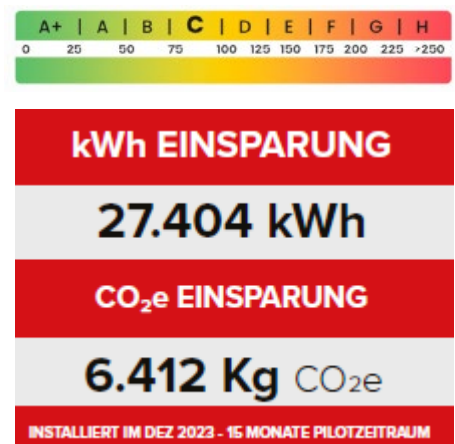 A+ | A | B | C | D | E | F | G | H
0 25 50 75 100 125 150 175 200 225 >250
kWh EINSPARUNG
27.404 kWh
CO₂e EINSPARUNG
6.412 Kg CO₂e
INSTALLIERT IM DEZ 2023 - 15 MONATE PILOTZEITRAUM